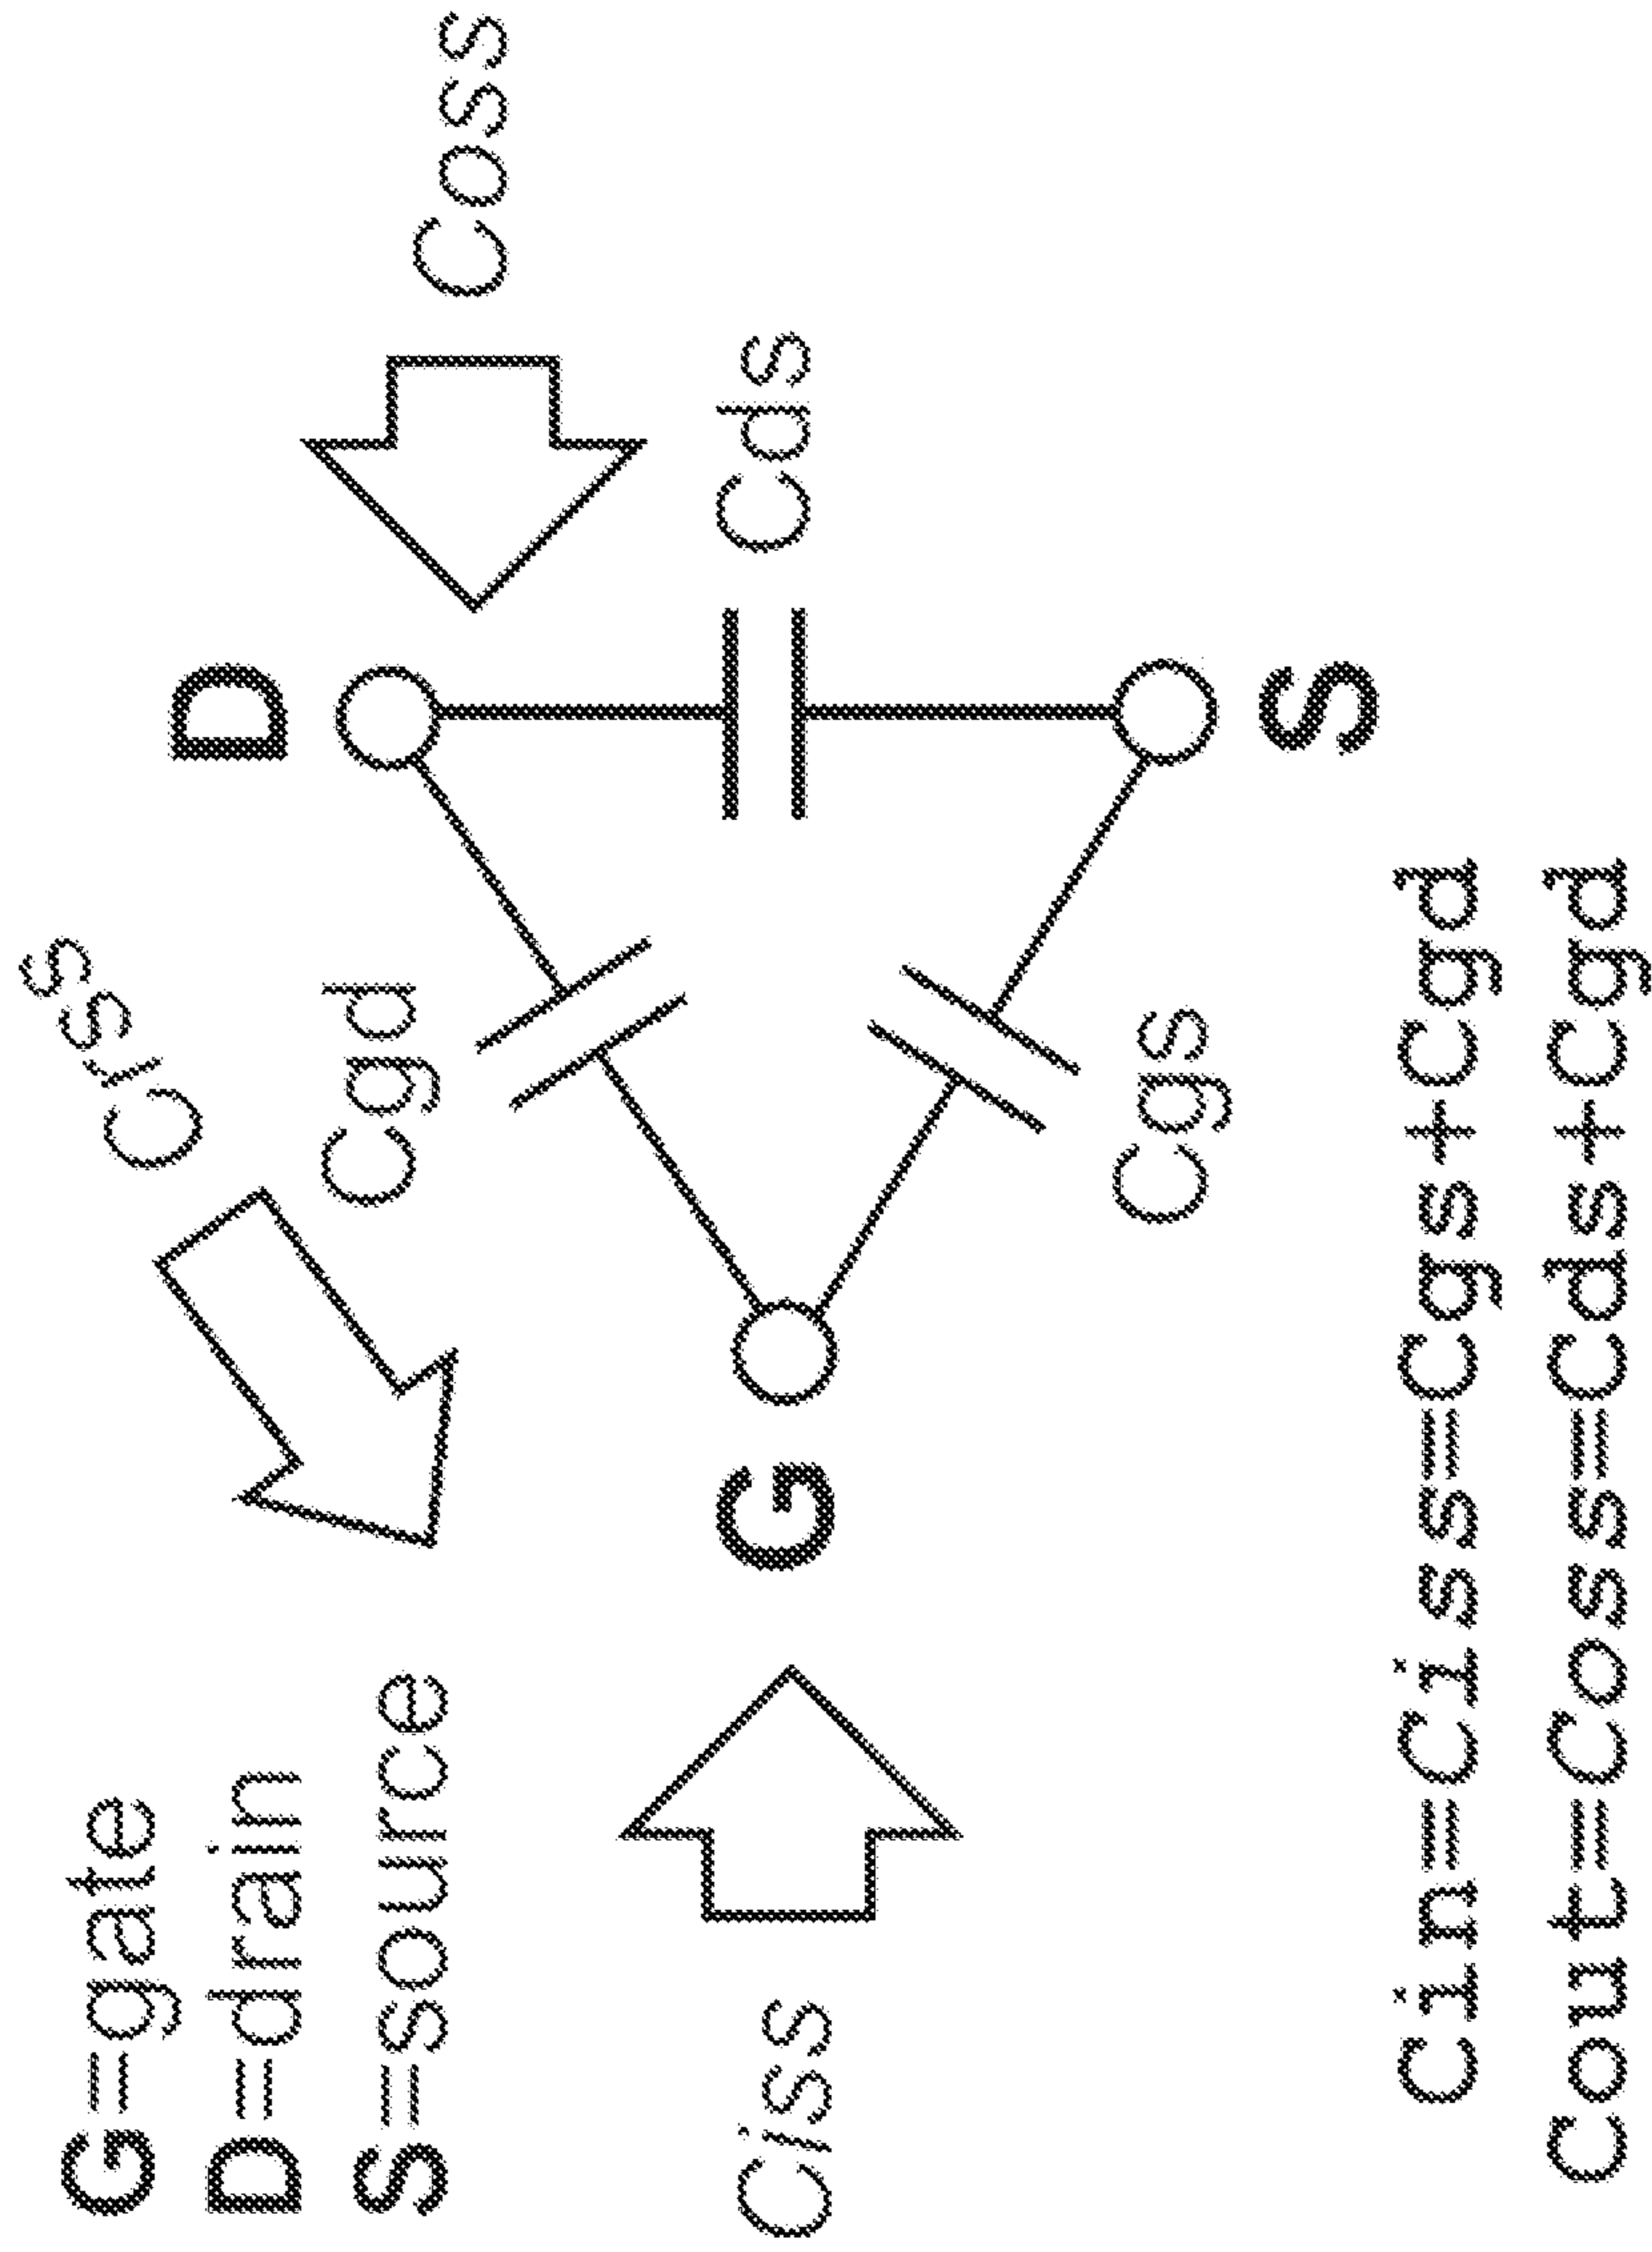 G=gate
D=drain
S=source
Crss
Cgd
D
Coss
Ciss
G
Cds
Cgs
S
Cin=Ciss=Cgs+Cgd
Cout=Coss=Cds+Cgd